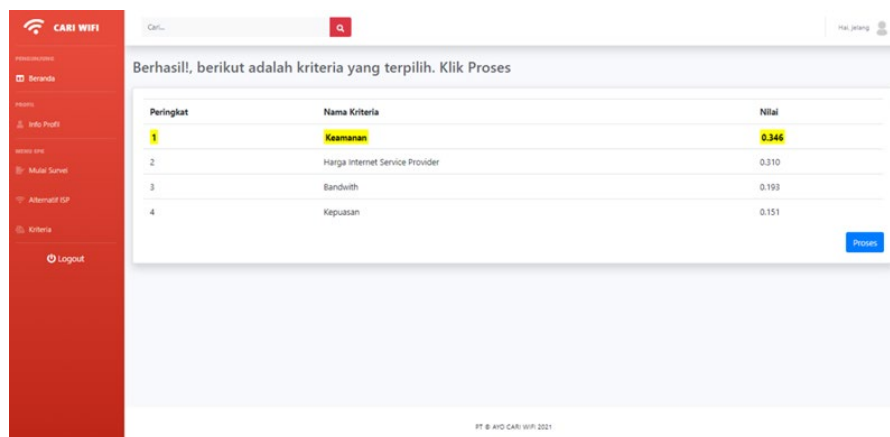 CARI WIFI
Cari...
Hai, Jelang
Beranda
PROFIL
Info Profil
Mulai Survei
Alternatif ISP
Kriteria
Logout
Berhasil!, berikut adalah kriteria yang terpilih. Klik Proses
Peringkat Nama Kriteria Nilai
1 Keamanan 0.346
2 Harga Internet Service Provider 0.310
3 Bandwith 0.193
4 Kepuasan 0.151
Proses
PT @ AYO CARI WIFI 2021